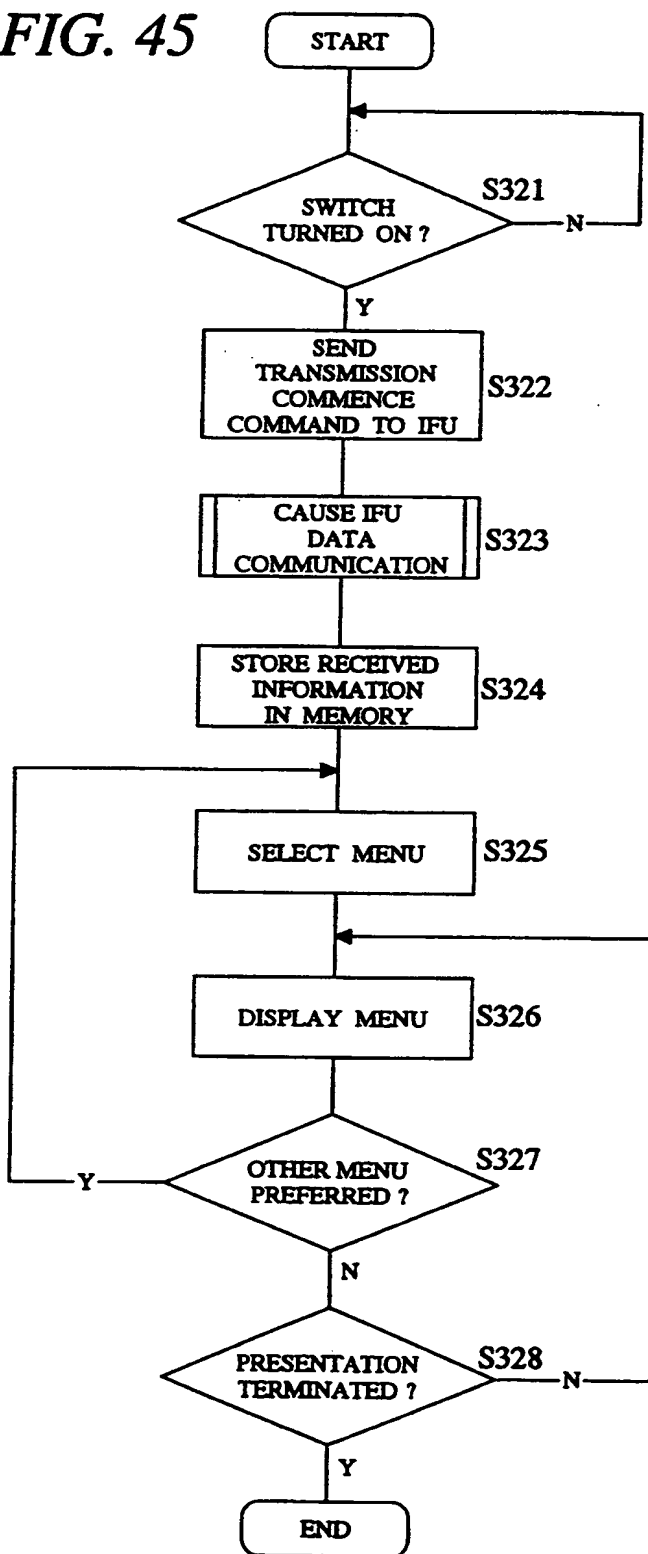 FIG. 45
START
S321
SWITCH
TURNED ON ?
N
Y
SEND
TRANSMISSION
COMMENCE
COMMAND TO IFU
S322
CAUSE IFU
DATA
COMMUNICATION
S323
STORE RECEIVED
INFORMATION
IN MEMORY
S324
SELECT MENU
S325
DISPLAY MENU
S326
S327
OTHER MENU
PREFERRED ?
Y
N
S328
PRESENTATION
TERMINATED ?
N
Y
END